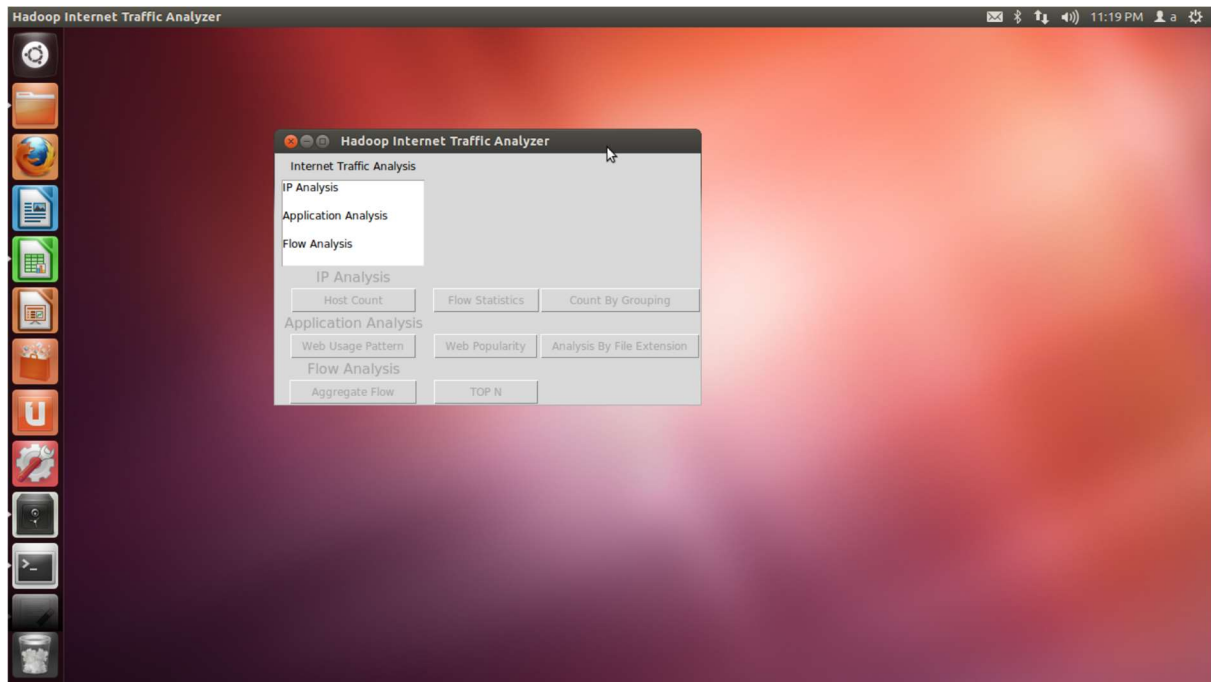 Hadoop Internet Traffic Analyzer
11:19 PM a
Hadoop Internet Traffic Analyzer
Internet Traffic Analysis
IP Analysis
Application Analysis
Flow Analysis
IP Analysis
Host Count Flow Statistics Count By Grouping
Application Analysis
Web Usage Pattern Web Popularity Analysis By File Extension
Flow Analysis
Aggregate Flow TOP N